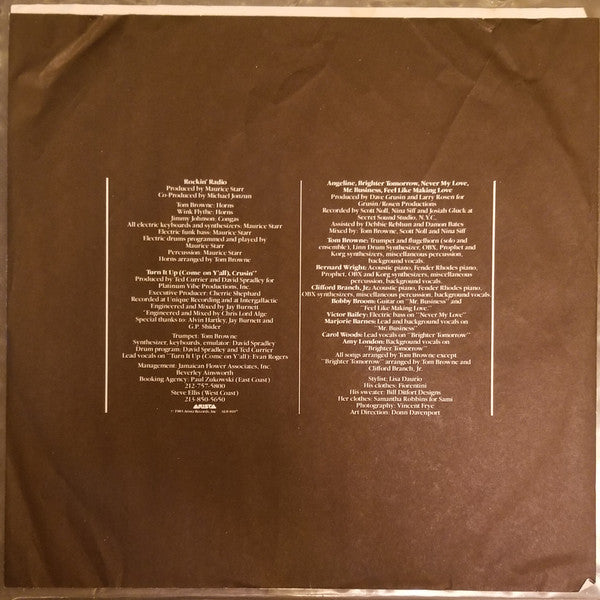 Rockin' Radio
Produced by Maurice Starr
Co-Produced by Michael Jonzun
Tom Browne: Horns
Wink Flythe: Horns
Jimmy Johnson: Congas
All electric keyboards and synthesizers: Maurice Starr
Electric funk bass: Maurice Starr
Electric drums programmed and played by
Maurice Starr
Percussion: Maurice Starr
Horns arranged by Tom Browne
Turn It Up (Come on Y'all), Crusin'*
Produced by Ted Currier and David Spradley for
Platinum Vibe Productions, Inc.
Executive Producer: Cherrie Shephard
Recorded at Unique Recording and at Intergalactic
Engineered and Mixed by Jay Burnett
*Engineered and Mixed by Chris Lord Alge
Special thanks to: Alvin Hartley, Jay Burnett and
G.P. Shider
Trumpet: Tom Browne
Synthesizer, keyboards, emulator: David Spradley
Drum program: David Spradley and Ted Currier
Lead vocals on "Turn It Up (Come on Y'all): Evan Rogers
Management: Jamaican Flower Associates, Inc
Beverley Ainsworth
Booking Agency: Paul Zukowski (East Coast)
212-757-5800
Steve Ellis (West Coast)
213-850-5650
ARISTA
1983 Arista Records, Inc.
Angeline, Brighter Tomorrow, Never My Love,
Mr. Business, Feel Like Making Love
Produced by Dave Grusin and Larry Rosen for
Grusin/Rosen Productions
Recorded by Scott Noll, Nina Siff and Josiah Gluck at
Secret Sound Studio, N.Y.C.
Assisted by Debbie Rebhun and Damon Bates
Mixed by: Tom Browne, Scott Noll and Nina Siff
Tom Browne: Trumpet and flugelhorn (solo and
ensemble), Linn Drum Synthesizer, OBX, Prophet and
Korg synthesizers, miscellaneous percussion,
background vocals.
Bernard Wright: Acoustic piano, Fender Rhodes piano,
Prophet, OBX and Korg synthesizers, miscellaneous
percussion, background vocals.
Clifford Branch, Jr.: Acoustic piano, Fender Rhodes piano,
OBX synthesizers, miscellaneous percussion, background vocals.
Bobby Broom: Guitar on "Mr. Business" and
"Feel Like Making Love."
Victor Bailey: Electric bass on "Never My Love"
Marjorie Barnes: Lead and background vocals on
"Mr. Business"
Carol Woods: Lead vocals on "Brighter Tomorrow"
Amy London: Background vocals on
"Brighter Tomorrow"
All songs arranged by Tom Browne except
"Brighter Tomorrow" arranged by Tom Browne and
Clifford Branch, Jr.
Stylist: Lisa Daurio
His clothes: Fiorentini
His sweater: Bill Ditfort Designs
Her clothes: Samantha Robbins for Sami
Photography: Vincent Frye
Art Direction: Donn Davenport